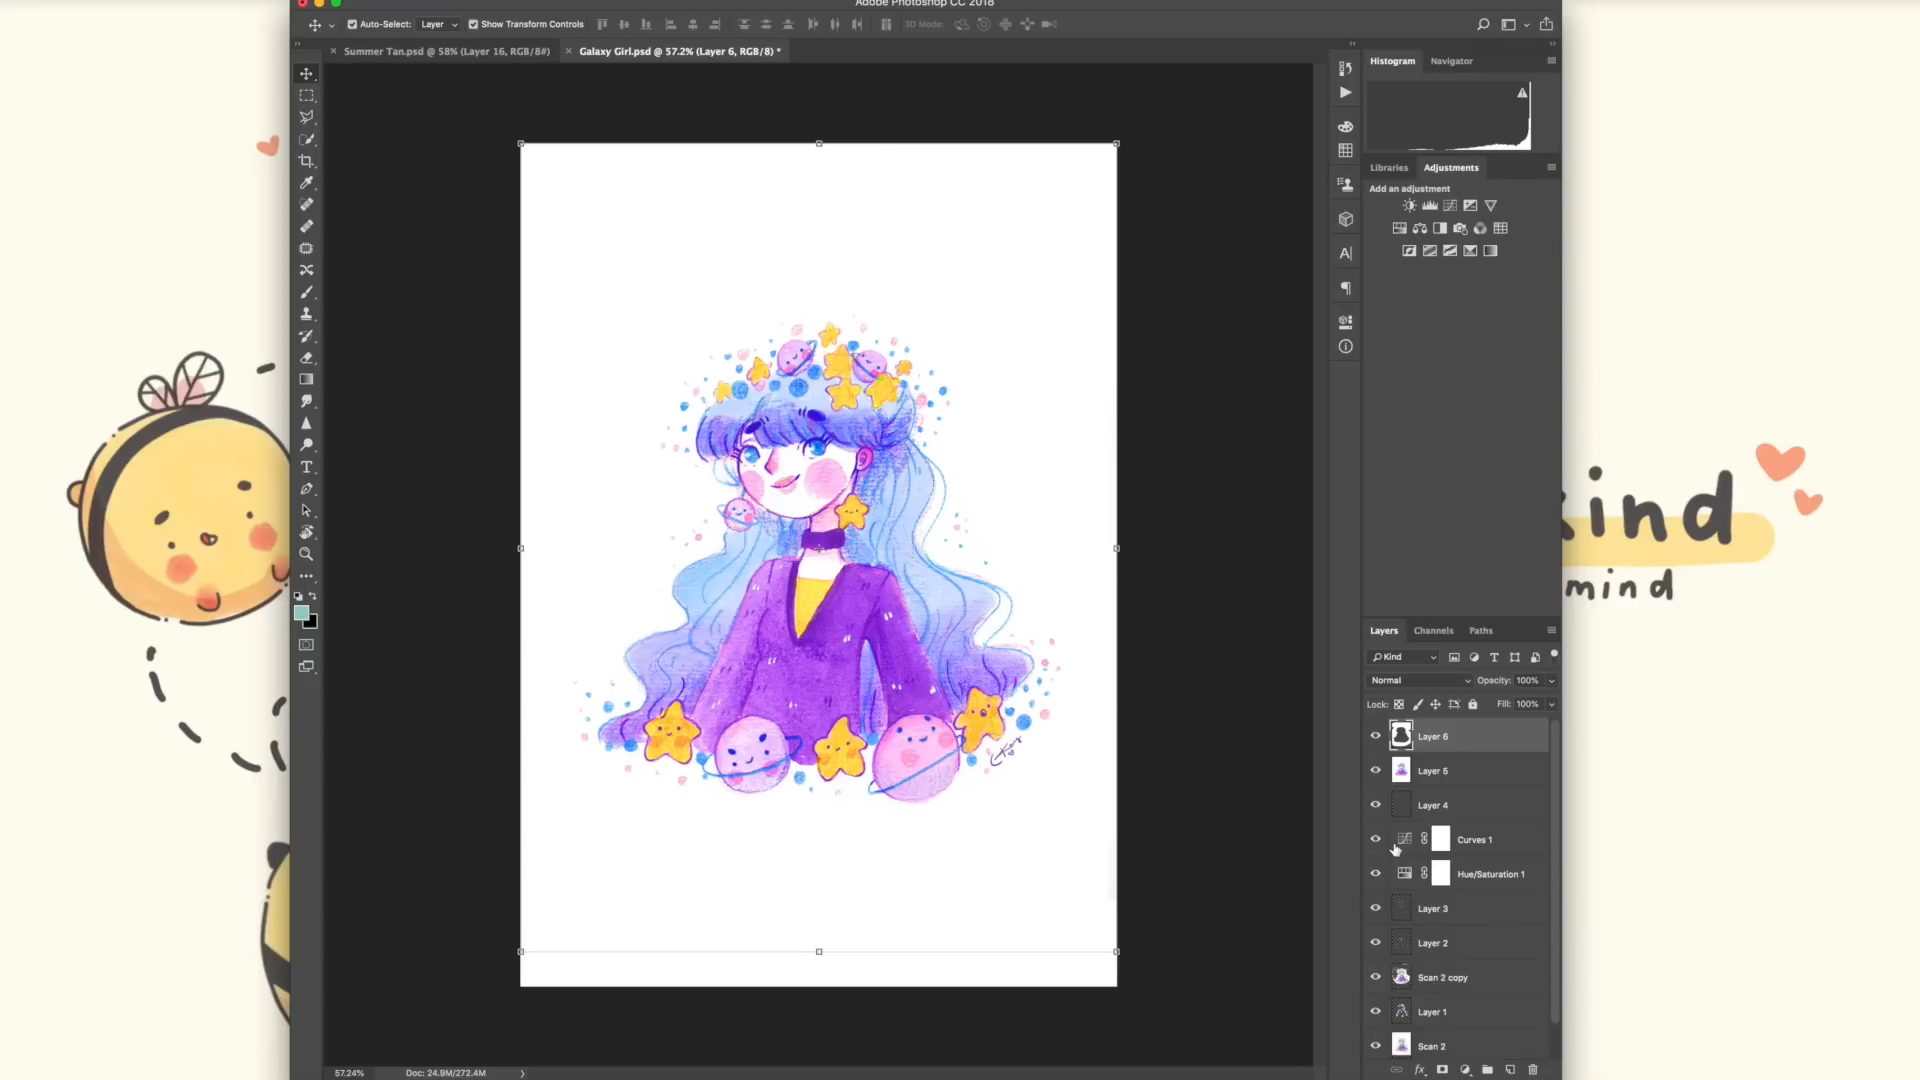 Adobe Photoshop CC 2018
Auto-Select: Layer Show Transform Controls 3D Mode:
Summer Tan.psd @ 58% (Layer 16, RGB/8#) Galaxy Girl.psd @ 57.2% (Layer 6, RGB/8) *
Histogram Navigator
Libraries Adjustments
Add an adjustment
kind
mind
Layers Channels Paths
Kind
Normal Opacity: 100%
Lock: Fill: 100%
Layer 6
Layer 5
Layer 4
Curves 1
Hue/Saturation 1
Layer 3
Layer 2
Scan 2 copy
Layer 1
Scan 2
57.24% Doc: 24.9M/272.4M